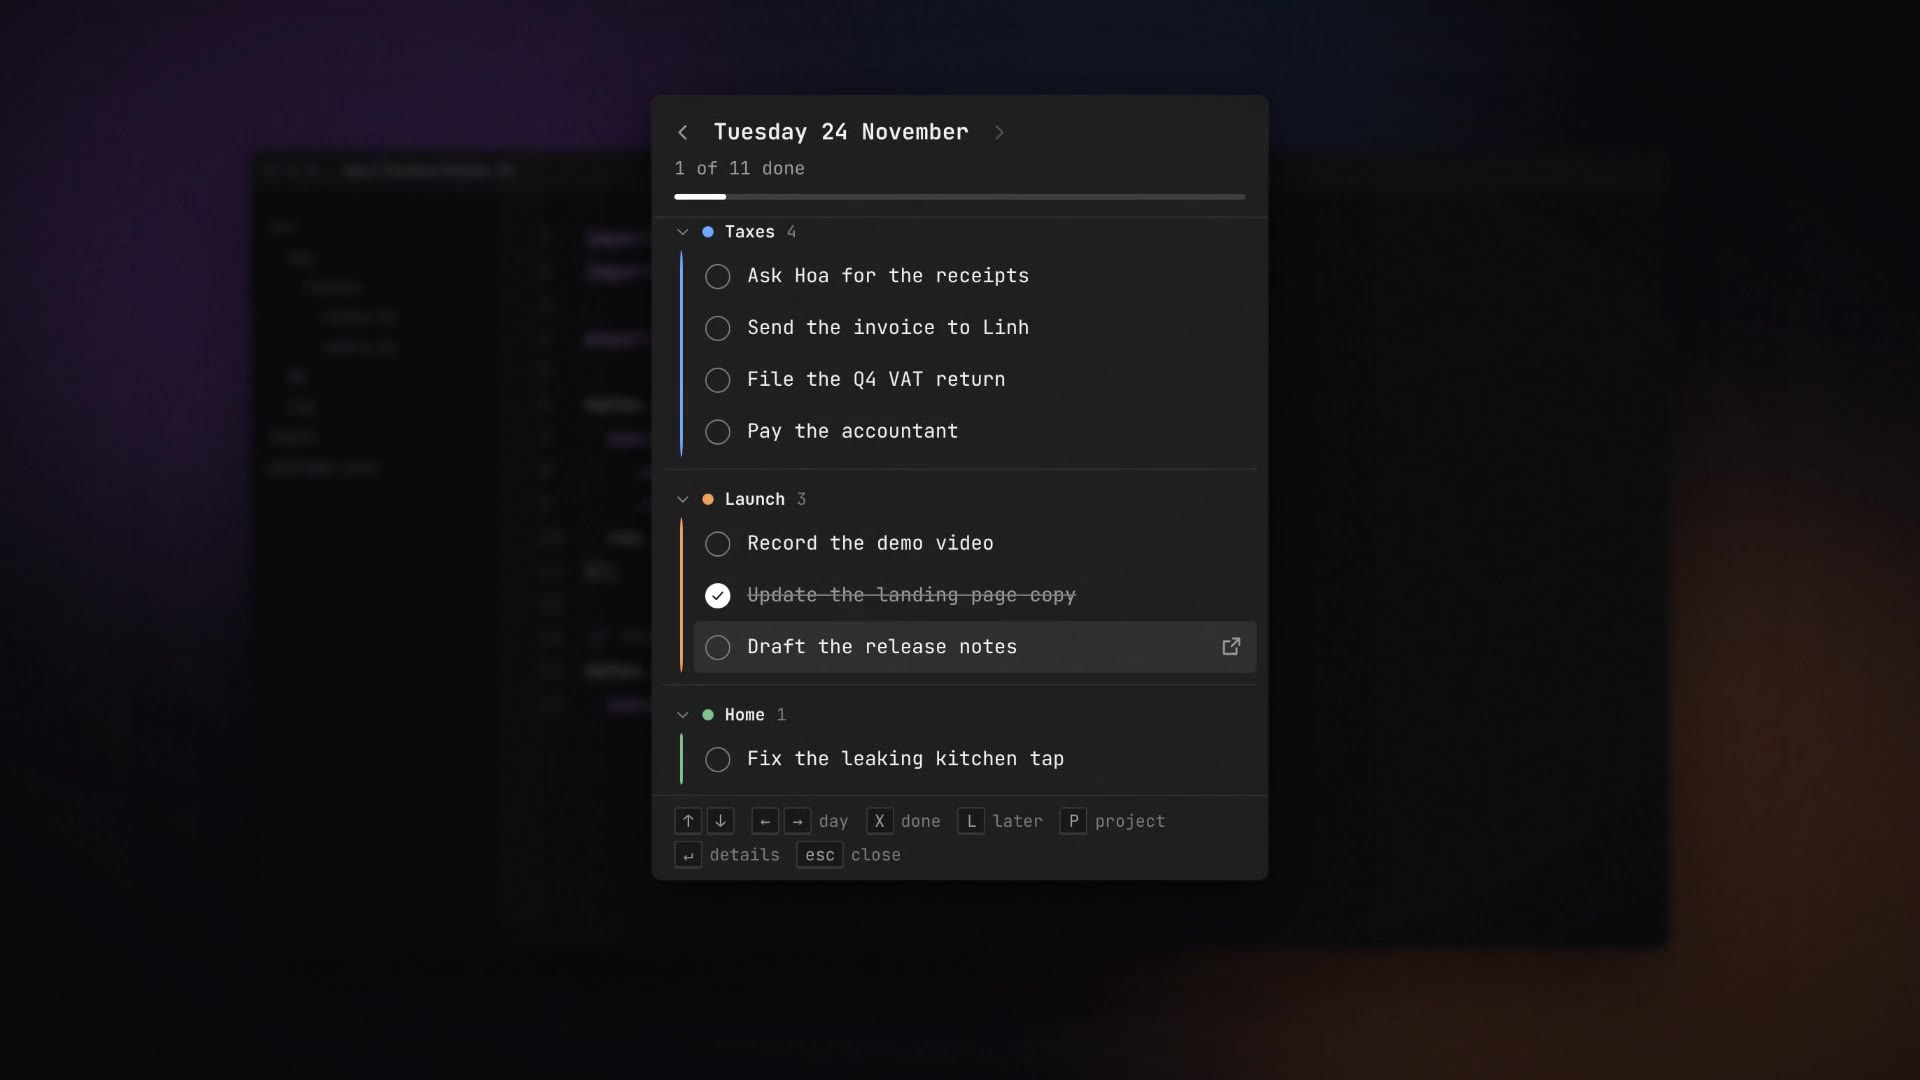 Tuesday 24 November
1 of 11 done
Taxes 4
Ask Hoa for the receipts
Send the invoice to Linh
File the Q4 VAT return
Pay the accountant
Launch 3
Record the demo video
Update the landing page copy
Draft the release notes
Home 1
Fix the leaking kitchen tap
↑ ↓ ← → day X done L later P project
↵ details esc close